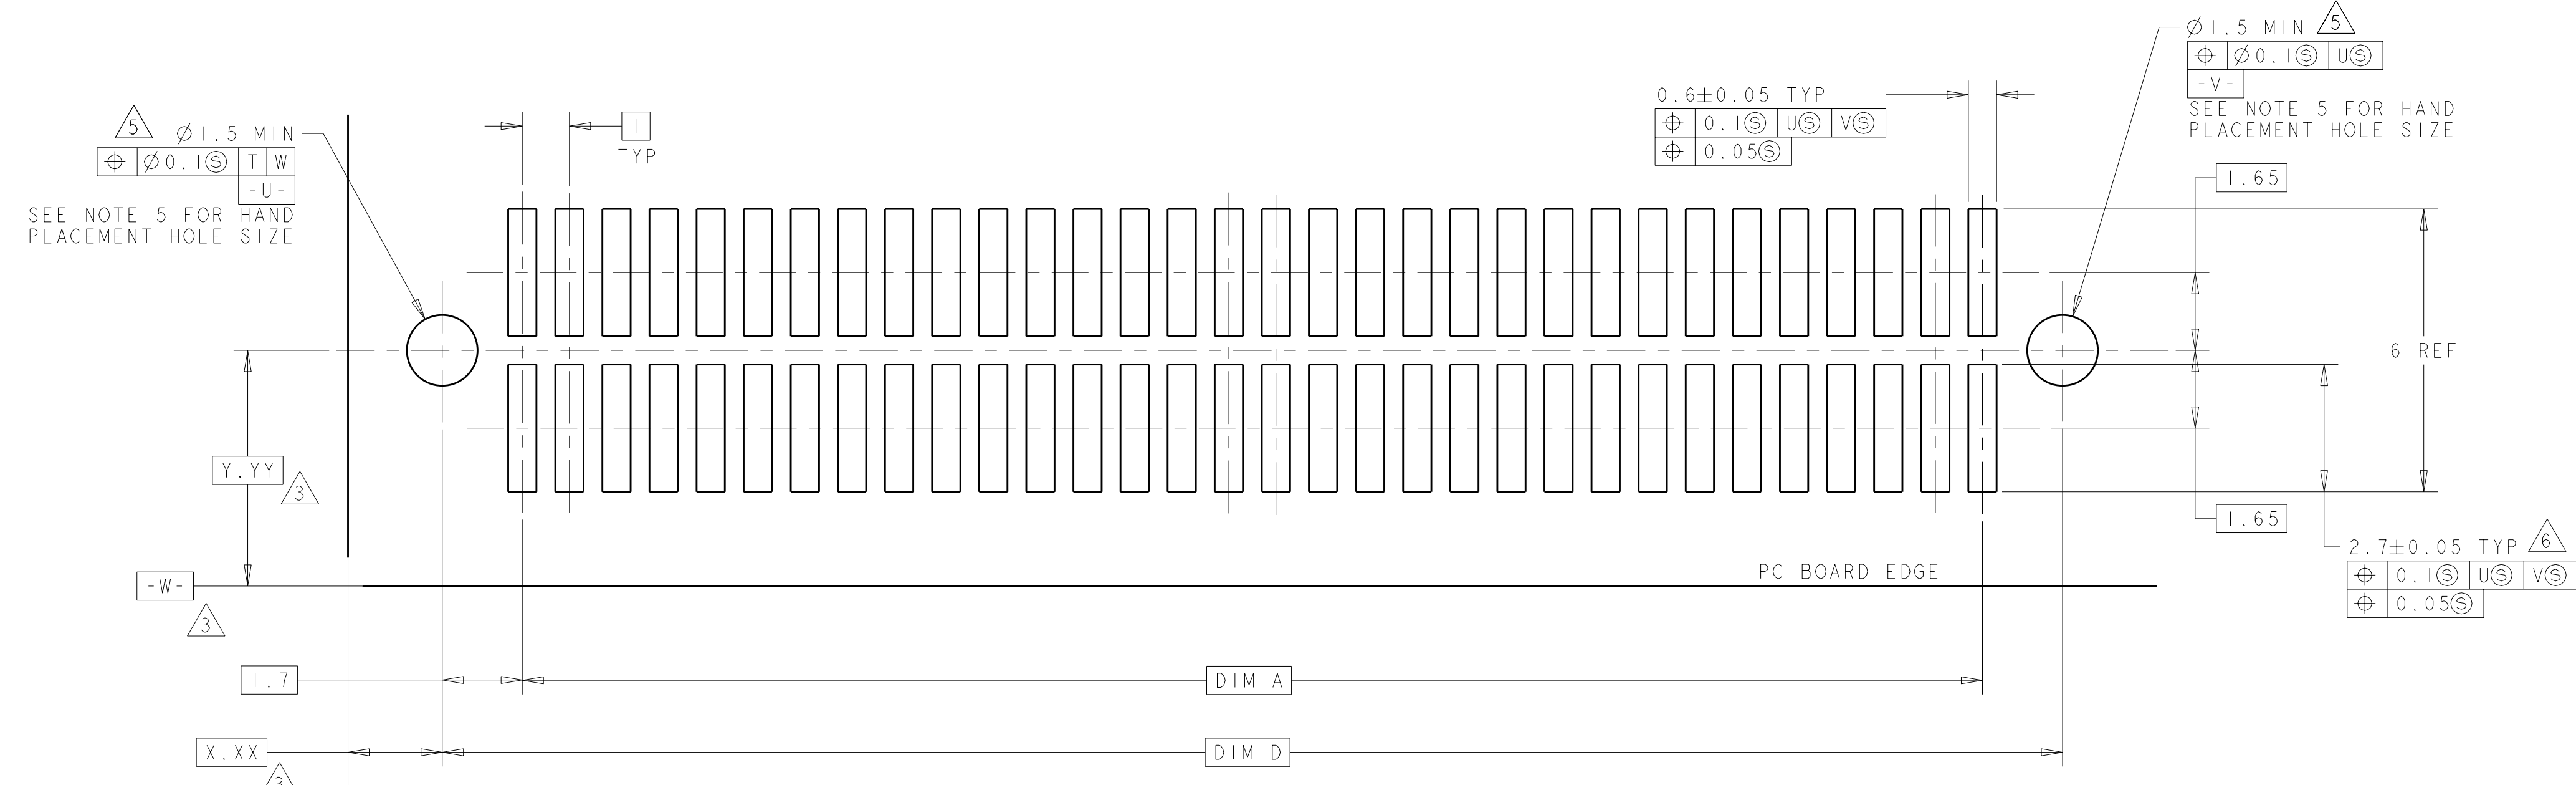 5 Ø1.5 MIN
⌖ Ø0.1Ⓢ T W
-U-
SEE NOTE 5 FOR HAND
PLACEMENT HOLE SIZE
1
TYP
0.6±0.05 TYP
⌖ 0.1Ⓢ UⓈ VⓈ
⌖ 0.05Ⓢ
Ø1.5 MIN 5
⌖ Ø0.1Ⓢ UⓈ
-V-
SEE NOTE 5 FOR HAND
PLACEMENT HOLE SIZE
1.65
6 REF
Y.YY
3
1.65
2.7±0.05 TYP 6
⌖ 0.1Ⓢ UⓈ VⓈ
⌖ 0.05Ⓢ
PC BOARD EDGE
-W-
3
1.7
DIM A
X.XX
3
DIM D